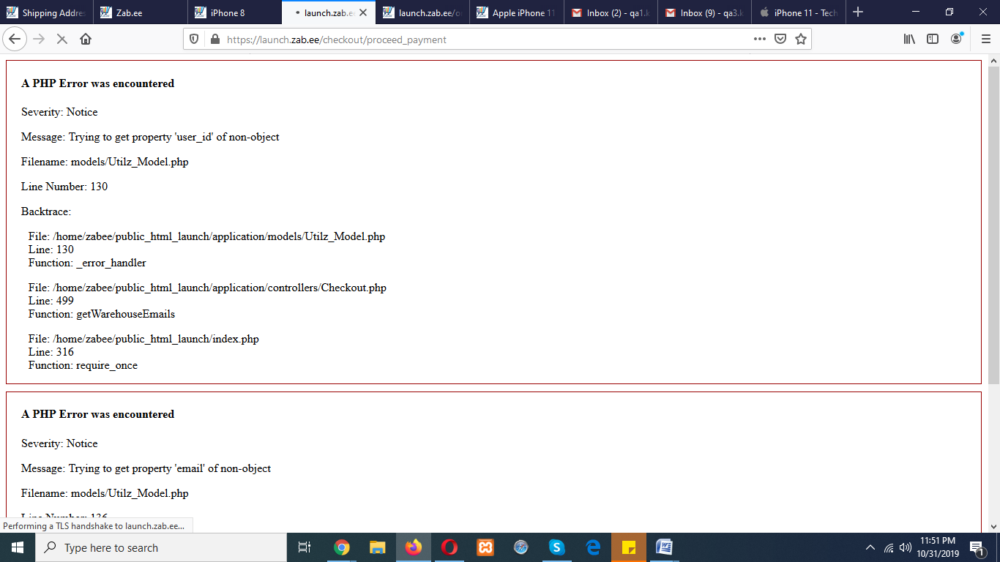 Shipping Addres
Zab.ee
iPhone 8
launch.zab.ee
launch.zab.ee/o
Apple iPhone 11
Inbox (2) - qa1.k
Inbox (9) - qa3.k
iPhone 11 - Tech
https://launch.zab.ee/checkout/proceed_payment
A PHP Error was encountered
Severity: Notice
Message: Trying to get property 'user_id' of non-object
Filename: models/Utilz_Model.php
Line Number: 130
Backtrace:
File: /home/zabee/public_html_launch/application/models/Utilz_Model.php
Line: 130
Function: _error_handler
File: /home/zabee/public_html_launch/application/controllers/Checkout.php
Line: 499
Function: getWarehouseEmails
File: /home/zabee/public_html_launch/index.php
Line: 316
Function: require_once
A PHP Error was encountered
Severity: Notice
Message: Trying to get property 'email' of non-object
Filename: models/Utilz_Model.php
Line Number: 136
Performing a TLS handshake to launch.zab.ee...
Type here to search
11:51 PM
10/31/2019
1